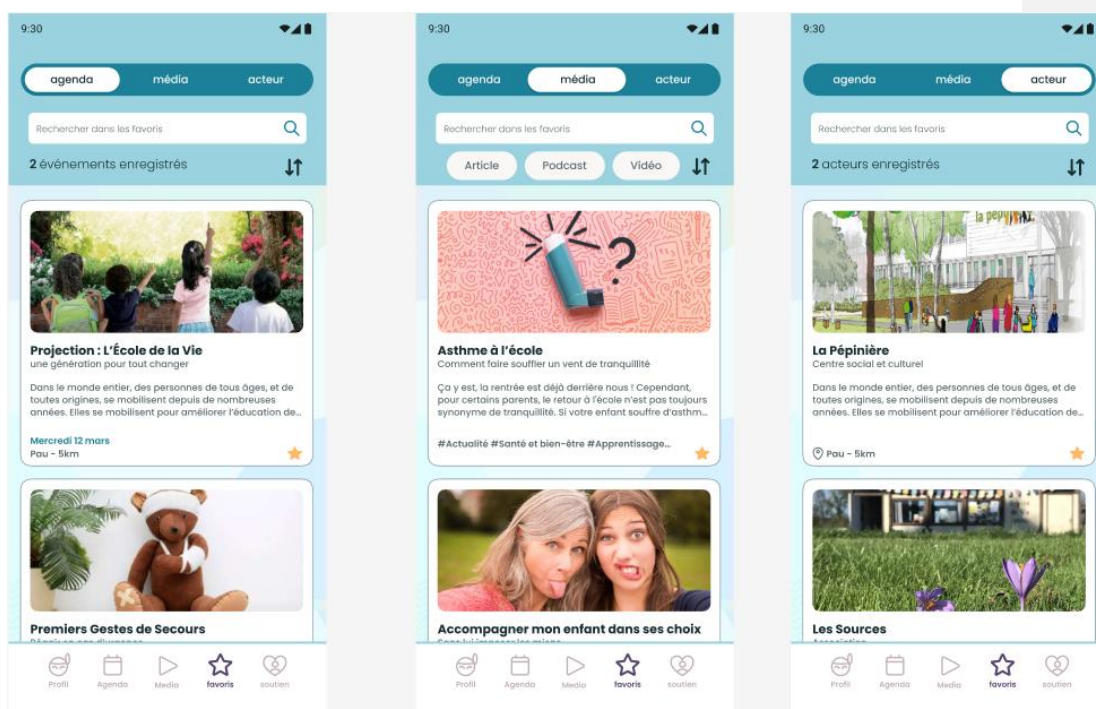 9:30
agenda média acteur
Rechercher dans les favoris
2 événements enregistrés
Projection : L'École de la Vie
une génération pour tout changer
Dans le monde entier, des personnes de tous âges, et de
toutes origines, se mobilisent depuis de nombreuses
années. Elles se mobilisent pour améliorer l'éducation de...
Mercredi 12 mars
Pau - 5km
Premiers Gestes de Secours
Profil Agenda Media favoris soutien
9:30
agenda média acteur
Rechercher dans les favoris
Article Podcast Vidéo
Asthme à l'école
Comment faire souffler un vent de tranquillité
Ça y est, la rentrée est déjà derrière nous ! Cependant,
pour certains parents, le retour à l'école n'est pas toujours
synonyme de tranquillité. Si votre enfant souffre d'asthm...
#Actualité #Santé et bien-être #Apprentissage...
Accompagner mon enfant dans ses choix
Profil Agenda Media favoris soutien
9:30
agenda média acteur
Rechercher dans les favoris
2 acteurs enregistrés
la pépinière
La Pépinière
Centre social et culturel
Dans le monde entier, des personnes de tous âges, et de
toutes origines, se mobilisent depuis de nombreuses
années. Elles se mobilisent pour améliorer l'éducation de...
Pau - 5km
Les Sources
Profil Agenda Media favoris soutien